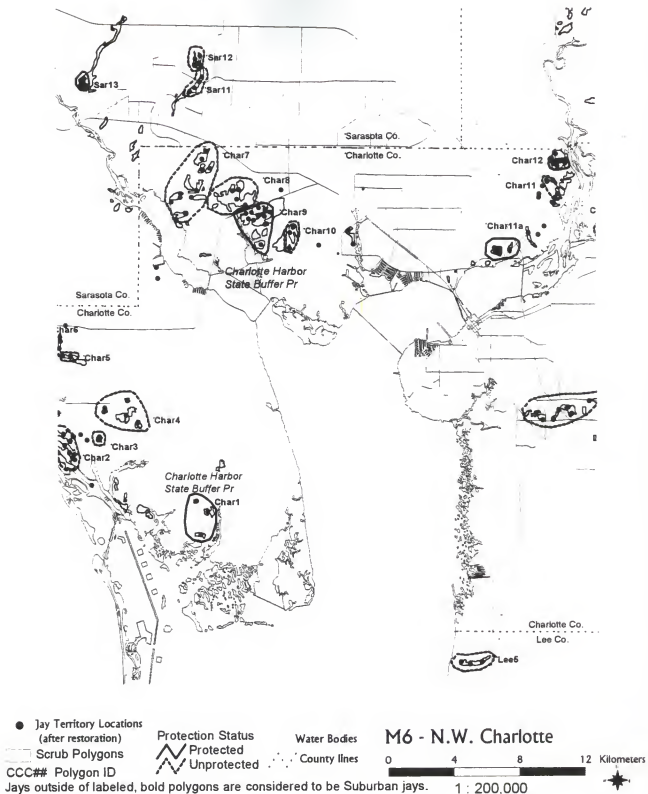 Sar12
Sar13
Sar11
Sarasota Co.
Charlotte Co.
Char7
Char12
Char8
Char11
Char9
Char11a
Char10
Charlotte Harbor
State Buffer Pr
Sarasota Co.
Charlotte Co.
Char5
Char4
Char3
Char2
Charlotte Harbor
State Buffer Pr
Char1
Charlotte Co.
Lee Co.
Lee5
Jay Territory Locations
(after restoration)
Scrub Polygons
CCC## Polygon ID
Protection Status
Protected
Unprotected
Water Bodies
County lines
M6 - N.W. Charlotte
0 4 8 12 Kilometers
Jays outside of labeled, bold polygons are considered to be Suburban jays.
1 : 200,000